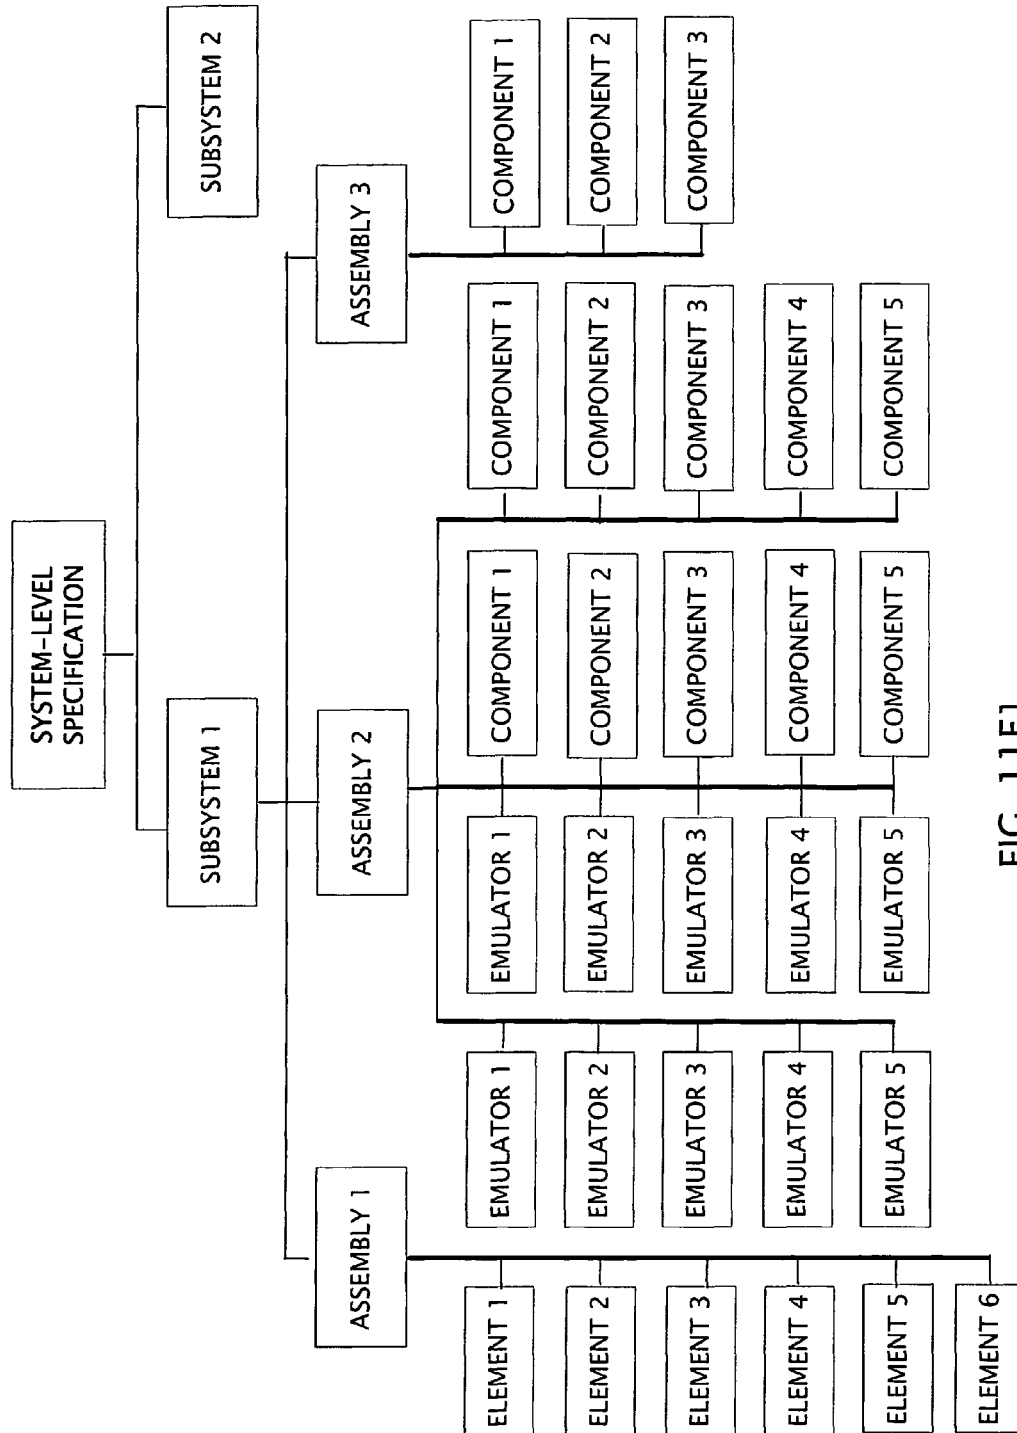 SYSTEM-LEVEL
SPECIFICATION
SUBSYSTEM 1
SUBSYSTEM 2
ASSEMBLY 1
ASSEMBLY 2
ASSEMBLY 3
ELEMENT 1
ELEMENT 2
ELEMENT 3
ELEMENT 4
ELEMENT 5
ELEMENT 6
EMULATOR 1
EMULATOR 2
EMULATOR 3
EMULATOR 4
EMULATOR 5
EMULATOR 1
EMULATOR 2
EMULATOR 3
EMULATOR 4
EMULATOR 5
COMPONENT 1
COMPONENT 2
COMPONENT 3
COMPONENT 4
COMPONENT 5
COMPONENT 1
COMPONENT 2
COMPONENT 3
COMPONENT 4
COMPONENT 5
COMPONENT 1
COMPONENT 2
COMPONENT 3
FIG.